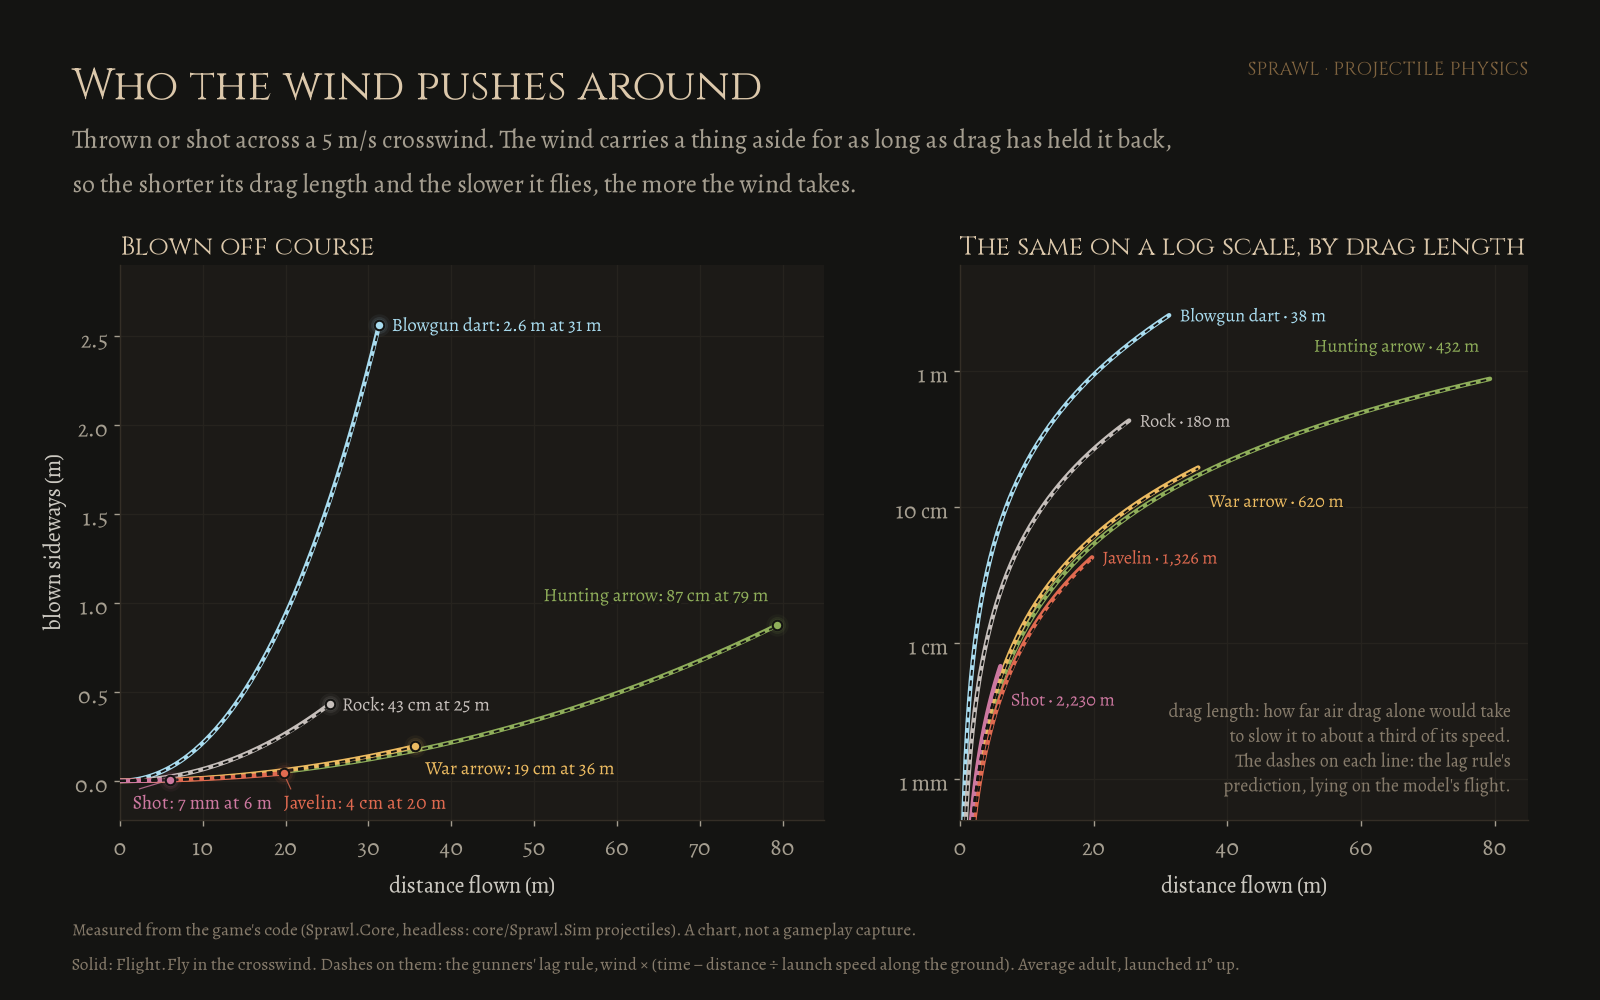 WHO THE WIND PUSHES AROUND
SPRAWL · PROJECTILE PHYSICS
Thrown or shot across a 5 m/s crosswind. The wind carries a thing aside for as long as drag has held it back,
so the shorter its drag length and the slower it flies, the more the wind takes.
BLOWN OFF COURSE
blown sideways (m)
2.5
2.0
1.5
1.0
0.5
0.0
Blowgun dart: 2.6 m at 31 m
Hunting arrow: 87 cm at 79 m
Rock: 43 cm at 25 m
War arrow: 19 cm at 36 m
Shot: 7 mm at 6 m
Javelin: 4 cm at 20 m
0 10 20 30 40 50 60 70 80
distance flown (m)
THE SAME ON A LOG SCALE, BY DRAG LENGTH
1 m
10 cm
1 cm
1 mm
Blowgun dart · 38 m
Hunting arrow · 432 m
Rock · 180 m
War arrow · 620 m
Javelin · 1,326 m
Shot · 2,230 m
drag length: how far air drag alone would take
to slow it to about a third of its speed.
The dashes on each line: the lag rule's
prediction, lying on the model's flight.
0 20 40 60 80
distance flown (m)
Measured from the game's code (Sprawl.Core, headless: core/Sprawl.Sim projectiles). A chart, not a gameplay capture.
Solid: Flight.Fly in the crosswind. Dashes on them: the gunners' lag rule, wind × (time − distance ÷ launch speed along the ground). Average adult, launched 11° up.